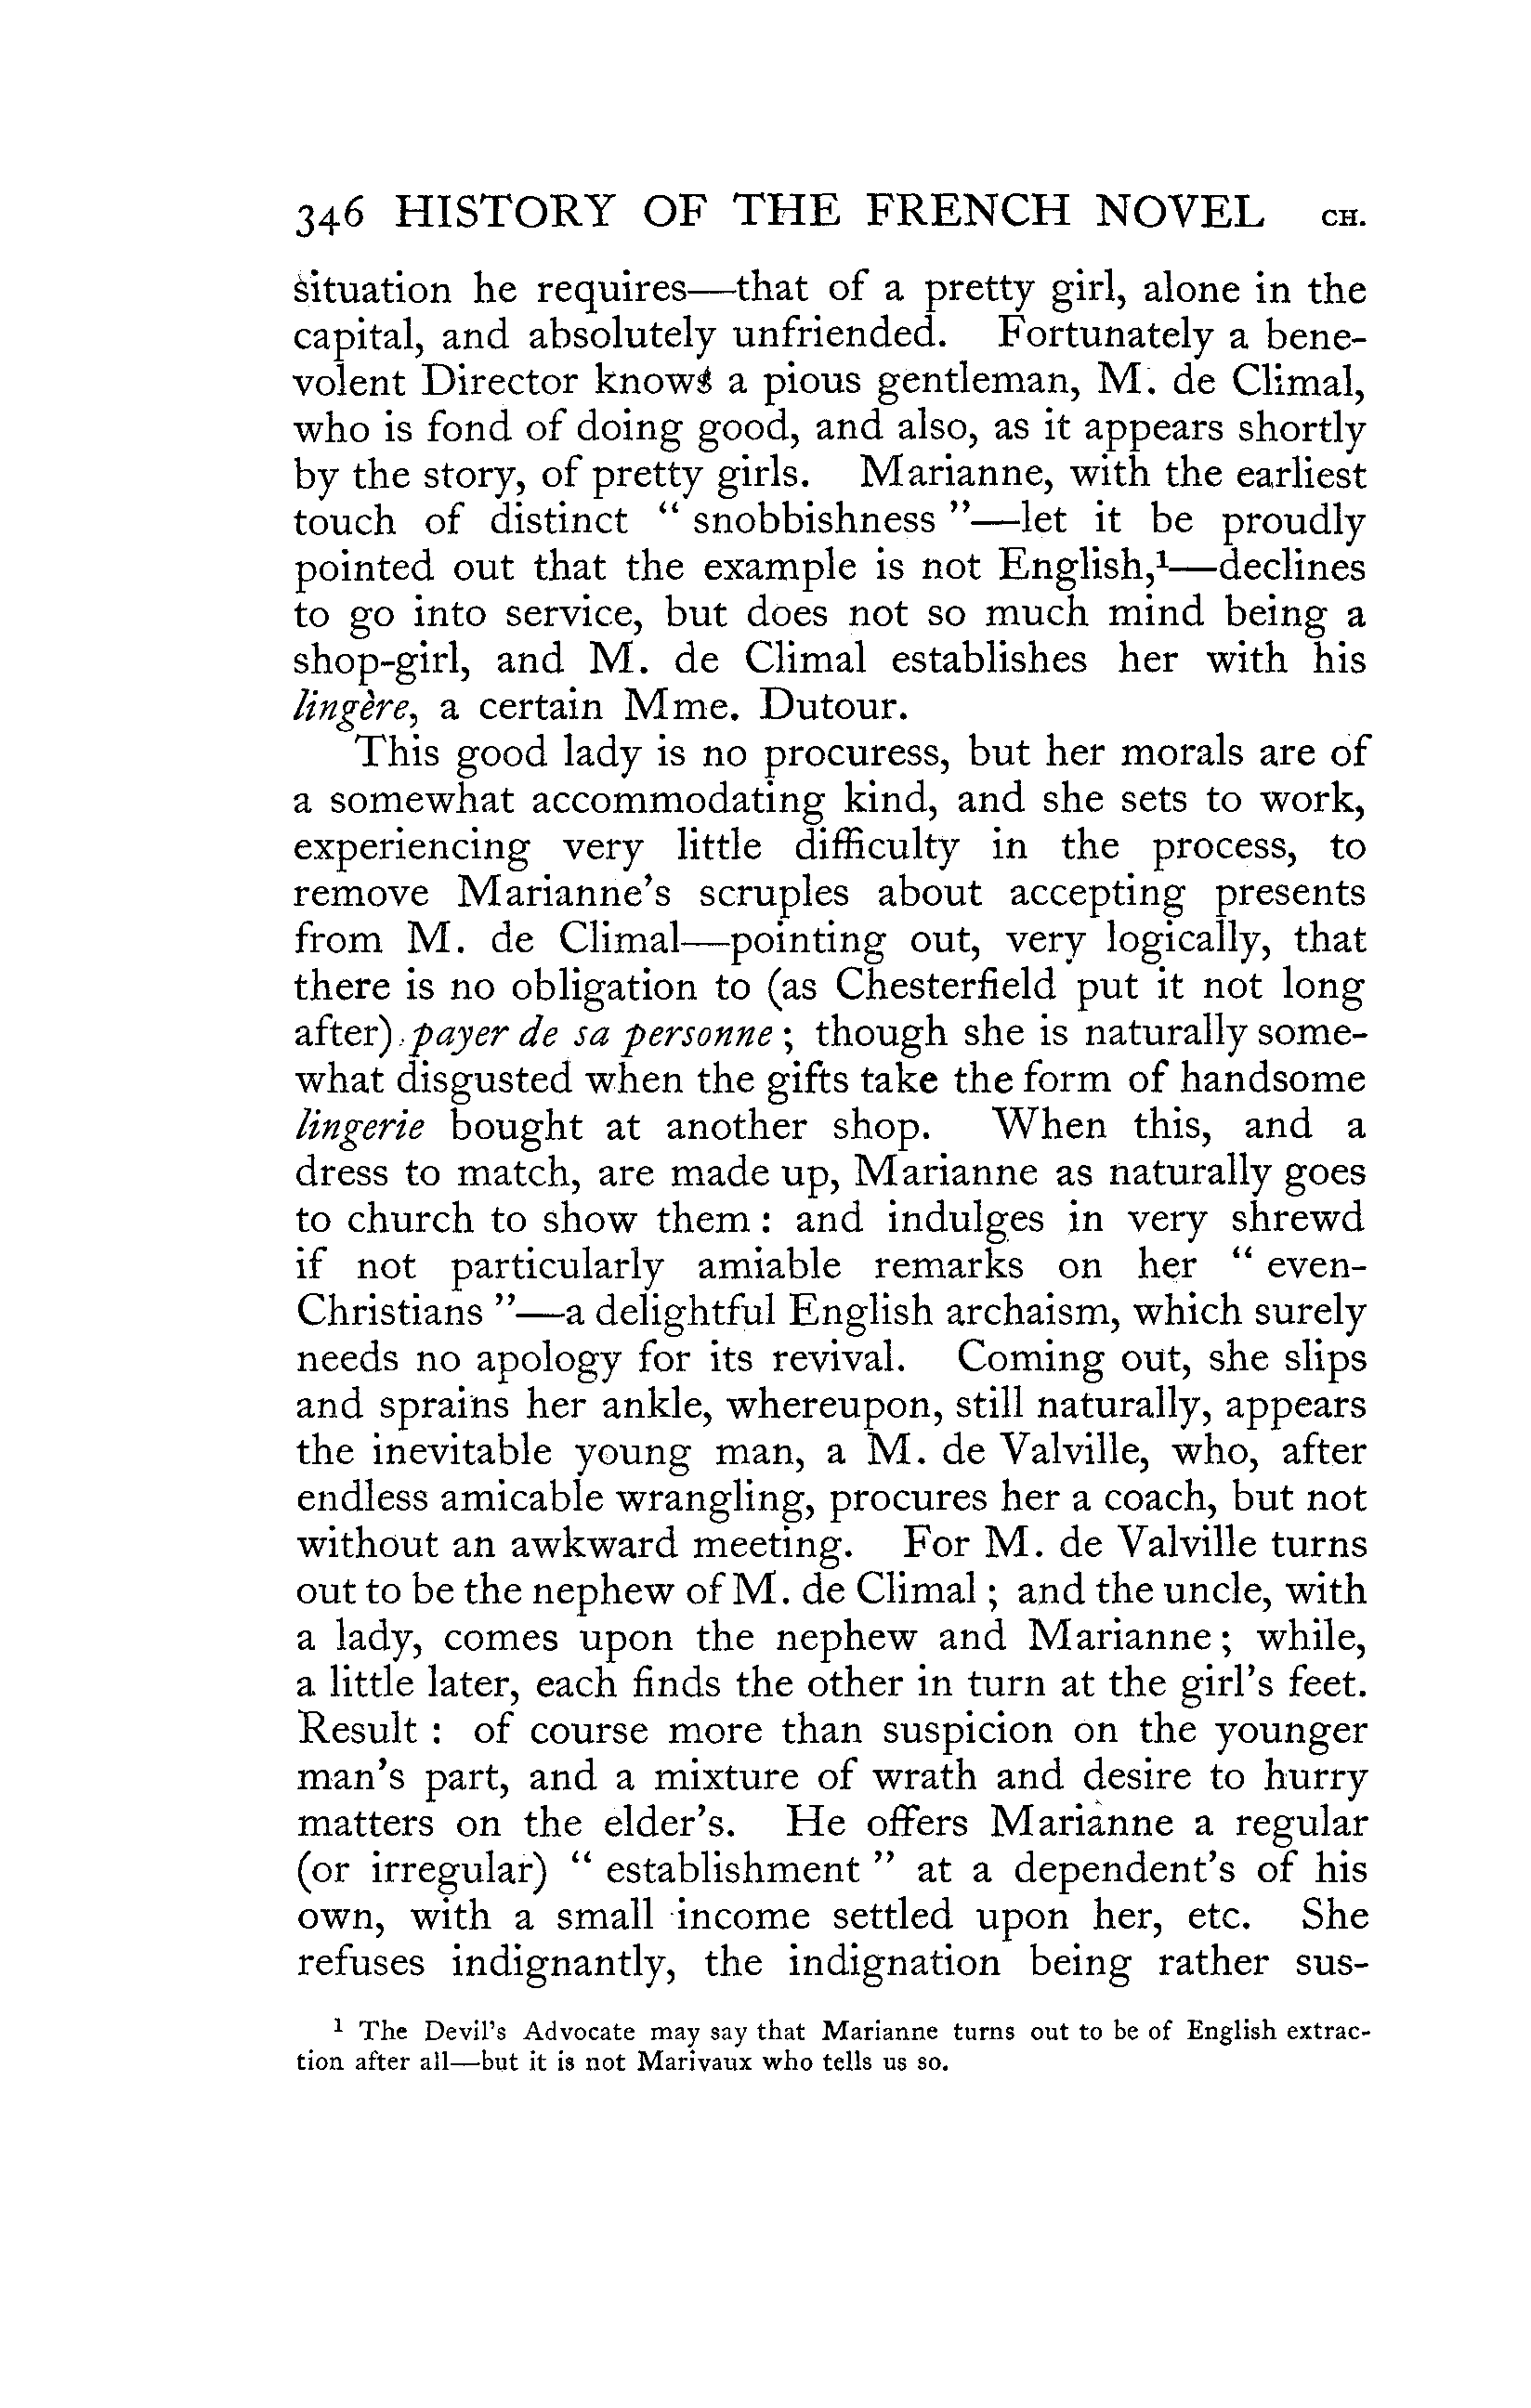 346 HISTORY OF THE FRENCH NOVEL CH.
situation he requires—that of a pretty girl, alone in the
capital, and absolutely unfriended. Fortunately a bene-
volent Director knows a pious gentleman, M. de Climal,
who is fond of doing good, and also, as it appears shortly
by the story, of pretty girls. Marianne, with the earliest
touch of distinct “ snobbishness ”—let it be proudly
pointed out that the example is not English,¹—declines
to go into service, but does not so much mind being a
shop-girl, and M. de Climal establishes her with his
lingère, a certain Mme. Dutour.
This good lady is no procuress, but her morals are of
a somewhat accommodating kind, and she sets to work,
experiencing very little difficulty in the process, to
remove Marianne’s scruples about accepting presents
from M. de Climal—pointing out, very logically, that
there is no obligation to (as Chesterfield put it not long
after) payer de sa personne ; though she is naturally some-
what disgusted when the gifts take the form of handsome
lingerie bought at another shop. When this, and a
dress to match, are made up, Marianne as naturally goes
to church to show them : and indulges in very shrewd
if not particularly amiable remarks on her “ even-
Christians ”—a delightful English archaism, which surely
needs no apology for its revival. Coming out, she slips
and sprains her ankle, whereupon, still naturally, appears
the inevitable young man, a M. de Valville, who, after
endless amicable wrangling, procures her a coach, but not
without an awkward meeting. For M. de Valville turns
out to be the nephew of M. de Climal ; and the uncle, with
a lady, comes upon the nephew and Marianne ; while,
a little later, each finds the other in turn at the girl’s feet.
Result : of course more than suspicion on the younger
man’s part, and a mixture of wrath and desire to hurry
matters on the elder’s. He offers Marianne a regular
(or irregular) “ establishment ” at a dependent’s of his
own, with a small income settled upon her, etc. She
refuses indignantly, the indignation being rather sus-
¹ The Devil’s Advocate may say that Marianne turns out to be of English extrac-
tion after all—but it is not Marivaux who tells us so.